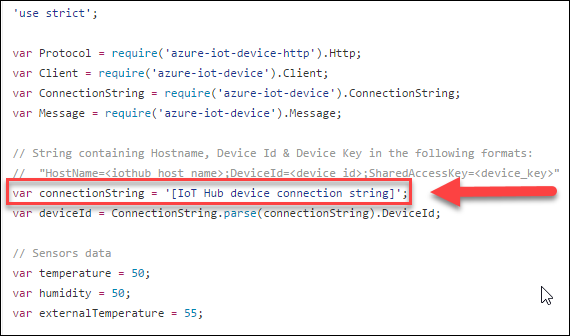 'use strict';
var Protocol = require('azure-iot-device-http').Http;
var Client = require('azure-iot-device').Client;
var ConnectionString = require('azure-iot-device').ConnectionString;
var Message = require('azure-iot-device').Message;
// String containing Hostname, Device Id & Device Key in the following formats:
//  "HostName=<iothub_host_name>;DeviceId=<device_id>;SharedAccessKey=<device_key>"
var connectionString = '[IoT Hub device connection string]';
var deviceId = ConnectionString.parse(connectionString).DeviceId;
// Sensors data
var temperature = 50;
var humidity = 50;
var externalTemperature = 55;